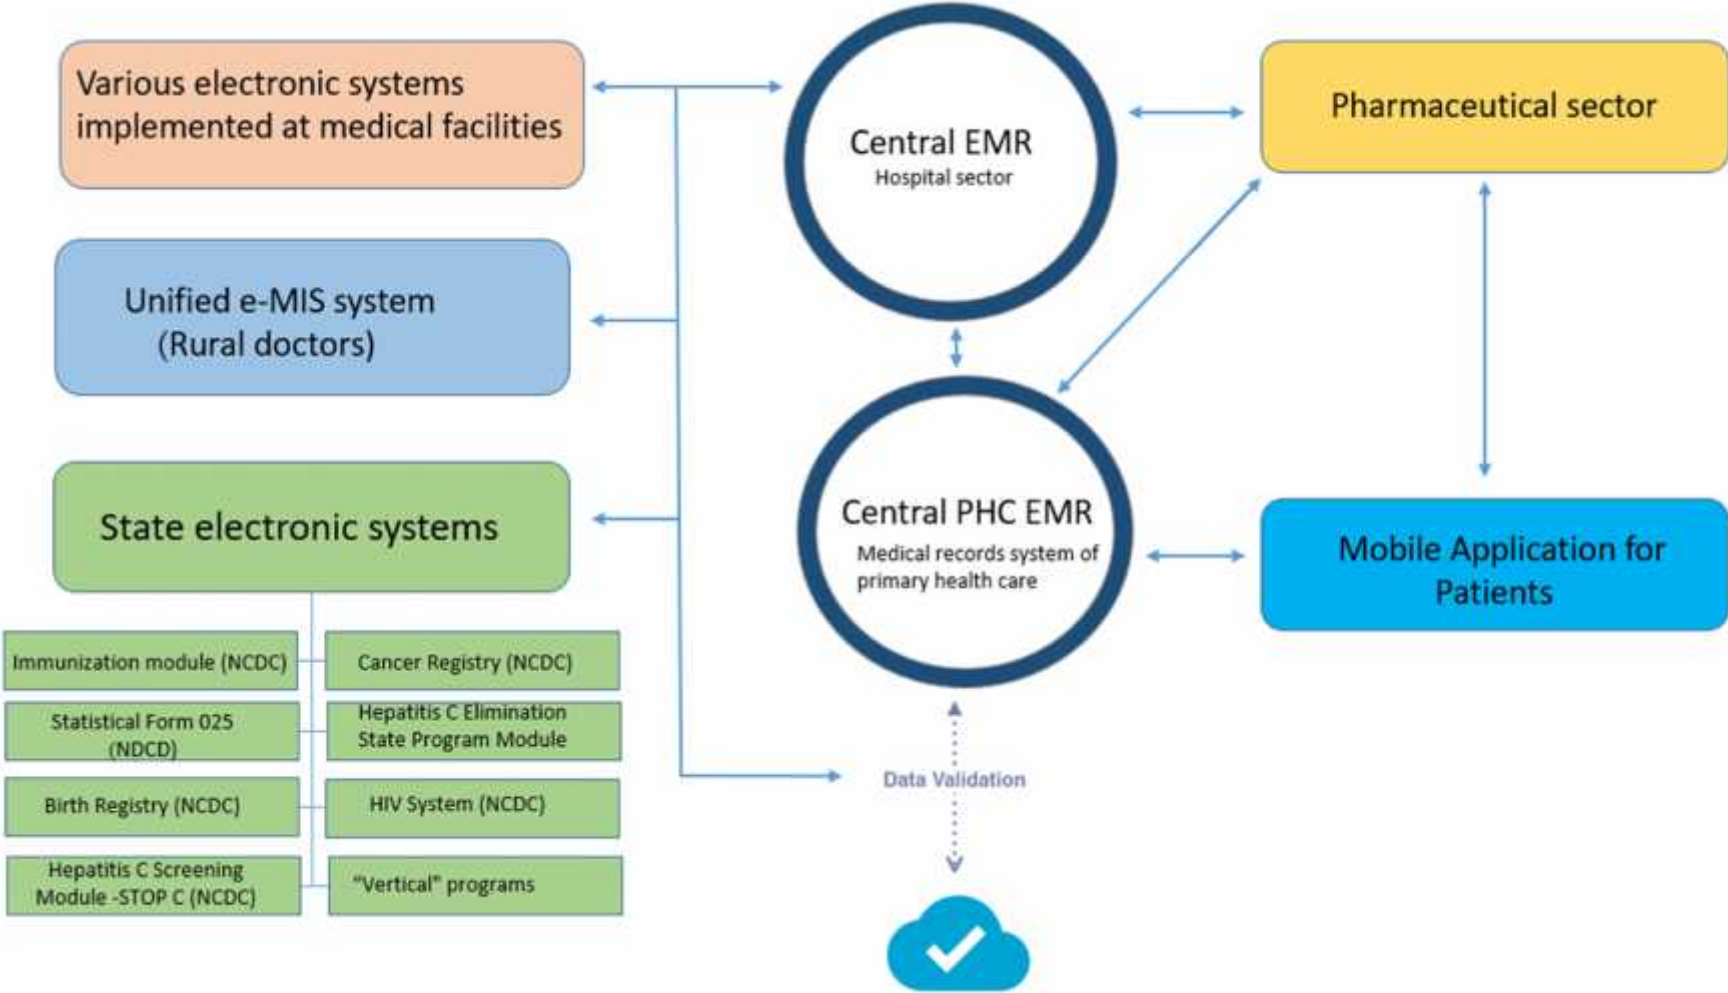 Various electronic systems
implemented at medical facilities
Unified e-MIS system
(Rural doctors)
State electronic systems
Immunization module (NCDC)
Cancer Registry (NCDC)
Statistical Form 025
(NDCD)
Hepatitis C Elimination
State Program Module
Birth Registry (NCDC)
HIV System (NCDC)
Hepatitis C Screening
Module -STOP C (NCDC)
"Vertical" programs
Central EMR
Hospital sector
Central PHC EMR
Medical records system of
primary health care
Data Validation
Pharmaceutical sector
Mobile Application for
Patients